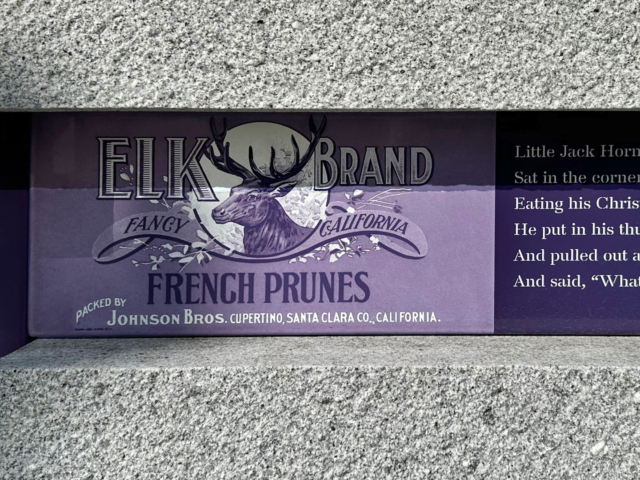 ELK BRAND
FANCY CALIFORNIA
FRENCH PRUNES
PACKED BY
JOHNSON BROS. CUPERTINO, SANTA CLARA CO., CALIFORNIA.
Little Jack Horn
Sat in the corner
Eating his Chris
He put in his thu
And pulled out a
And said, “What